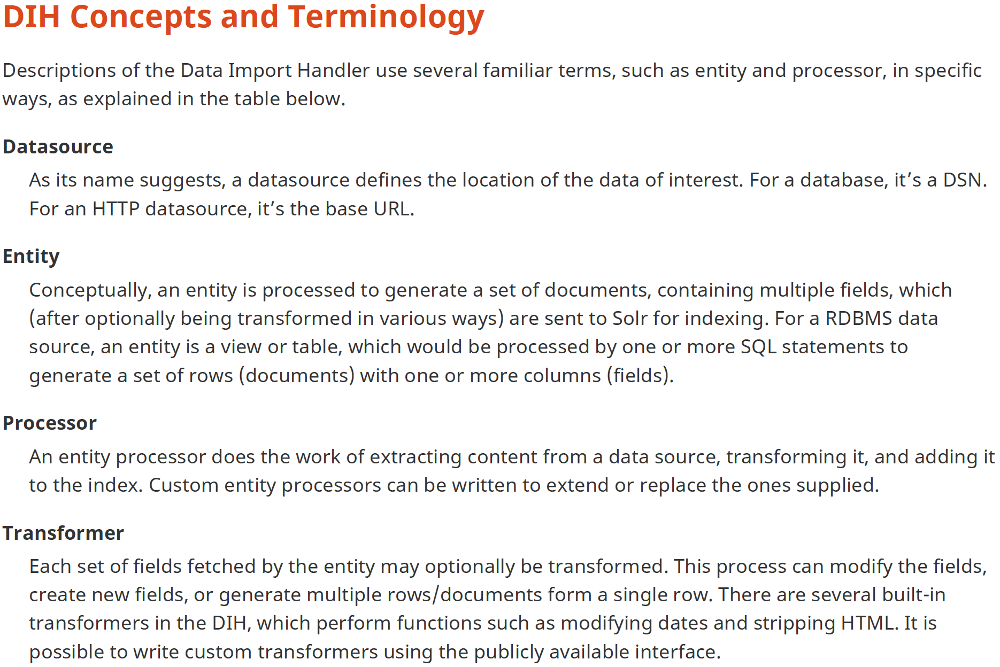 DIH Concepts and Terminology
Descriptions of the Data Import Handler use several familiar terms, such as entity and processor, in specific
ways, as explained in the table below.
Datasource
As its name suggests, a datasource defines the location of the data of interest. For a database, it’s a DSN.
For an HTTP datasource, it’s the base URL.
Entity
Conceptually, an entity is processed to generate a set of documents, containing multiple fields, which
(after optionally being transformed in various ways) are sent to Solr for indexing. For a RDBMS data
source, an entity is a view or table, which would be processed by one or more SQL statements to
generate a set of rows (documents) with one or more columns (fields).
Processor
An entity processor does the work of extracting content from a data source, transforming it, and adding it
to the index. Custom entity processors can be written to extend or replace the ones supplied.
Transformer
Each set of fields fetched by the entity may optionally be transformed. This process can modify the fields,
create new fields, or generate multiple rows/documents form a single row. There are several built-in
transformers in the DIH, which perform functions such as modifying dates and stripping HTML. It is
possible to write custom transformers using the publicly available interface.